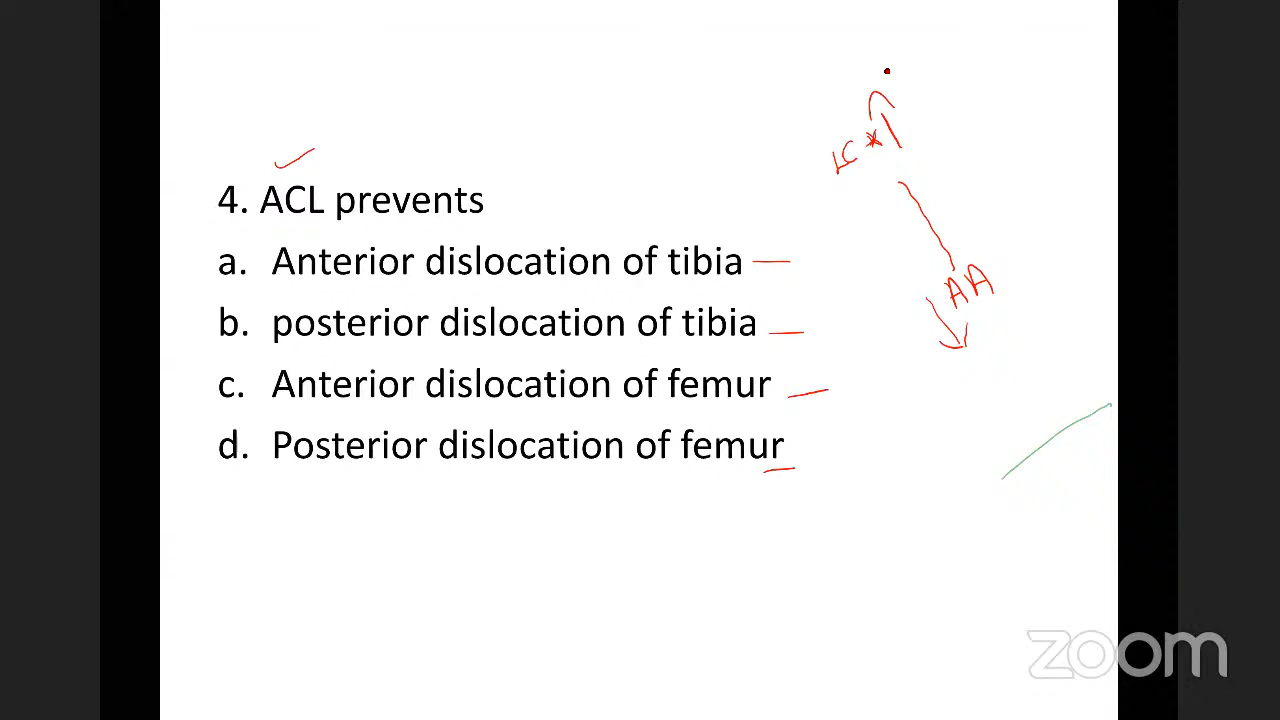 4. ACL prevents
a. Anterior dislocation of tibia
b. posterior dislocation of tibia
c. Anterior dislocation of femur
d. Posterior dislocation of femur
AA
zoom